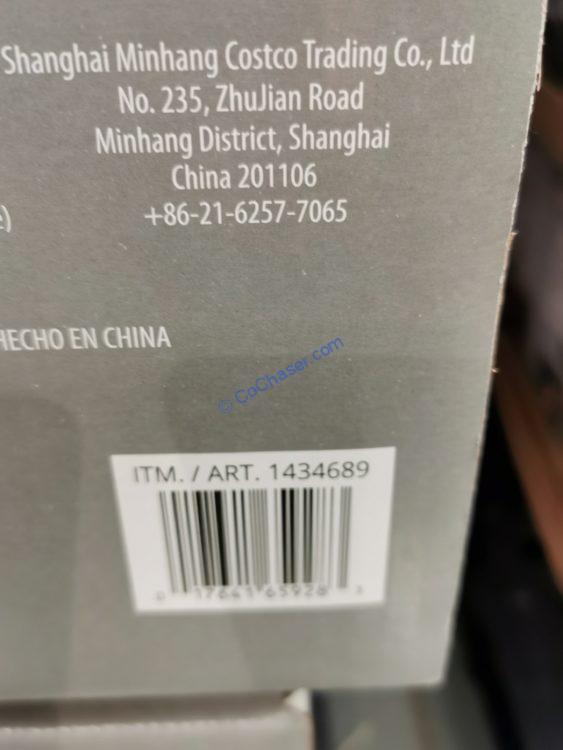 Shanghai Minhang Costco Trading Co., Ltd
No. 235, ZhuJian Road
Minhang District, Shanghai
China 201106
+86-21-6257-7065
HECHO EN CHINA
© CoChaser.com
ITM. / ART. 1434689